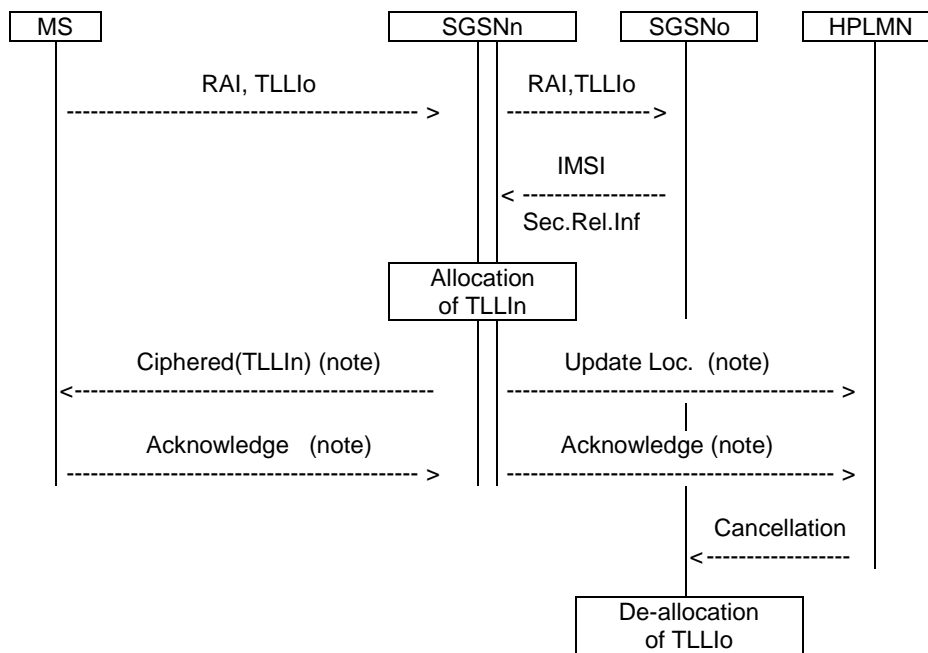 MS SGSNn SGSNo HPLMN
RAI, TLLIo RAI,TLLIo
------------------------------------------ > ----------------- >
IMSI
< -----------------
Sec.Rel.Inf
Allocation
of TLLIn
Ciphered(TLLIn) (note) Update Loc. (note)
<------------------------------------------ ---------------------------------------- >
Acknowledge (note) Acknowledge (note)
------------------------------------------ > ---------------------------------------- >
Cancellation
< -----------------
De-allocation
of TLLIo